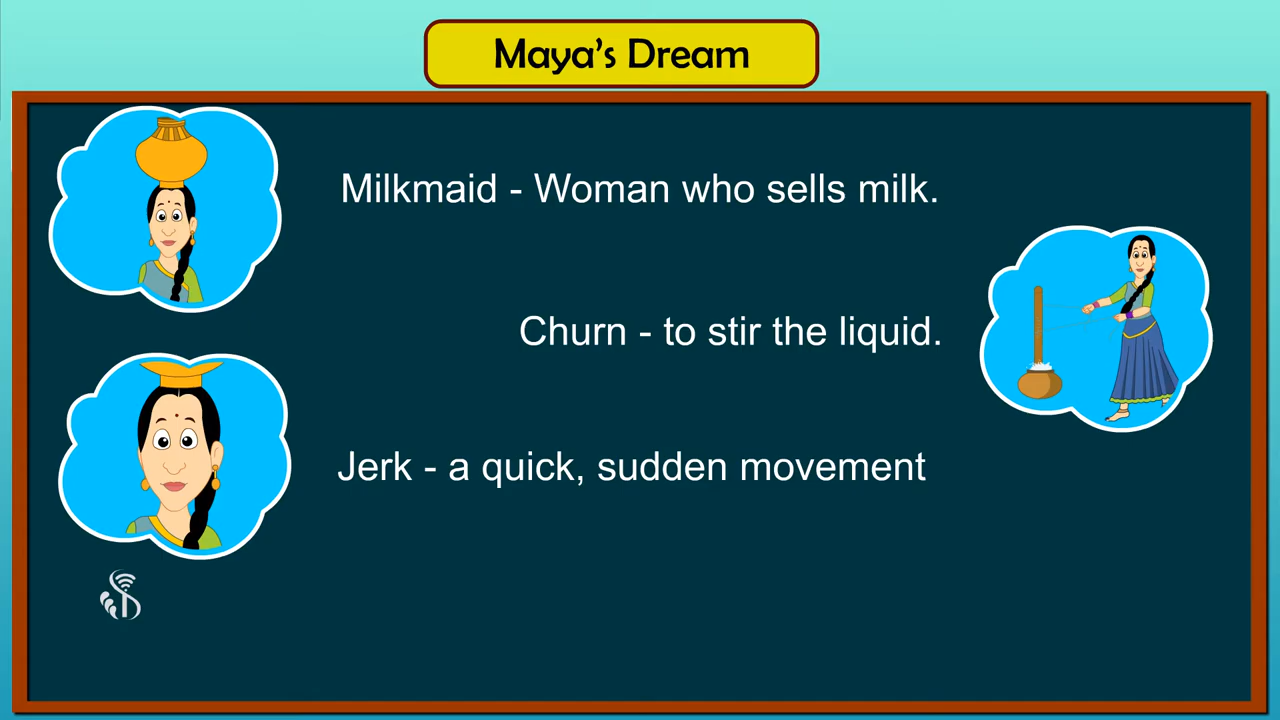 Maya's Dream
Milkmaid - Woman who sells milk.
Churn - to stir the liquid.
Jerk - a quick, sudden movement